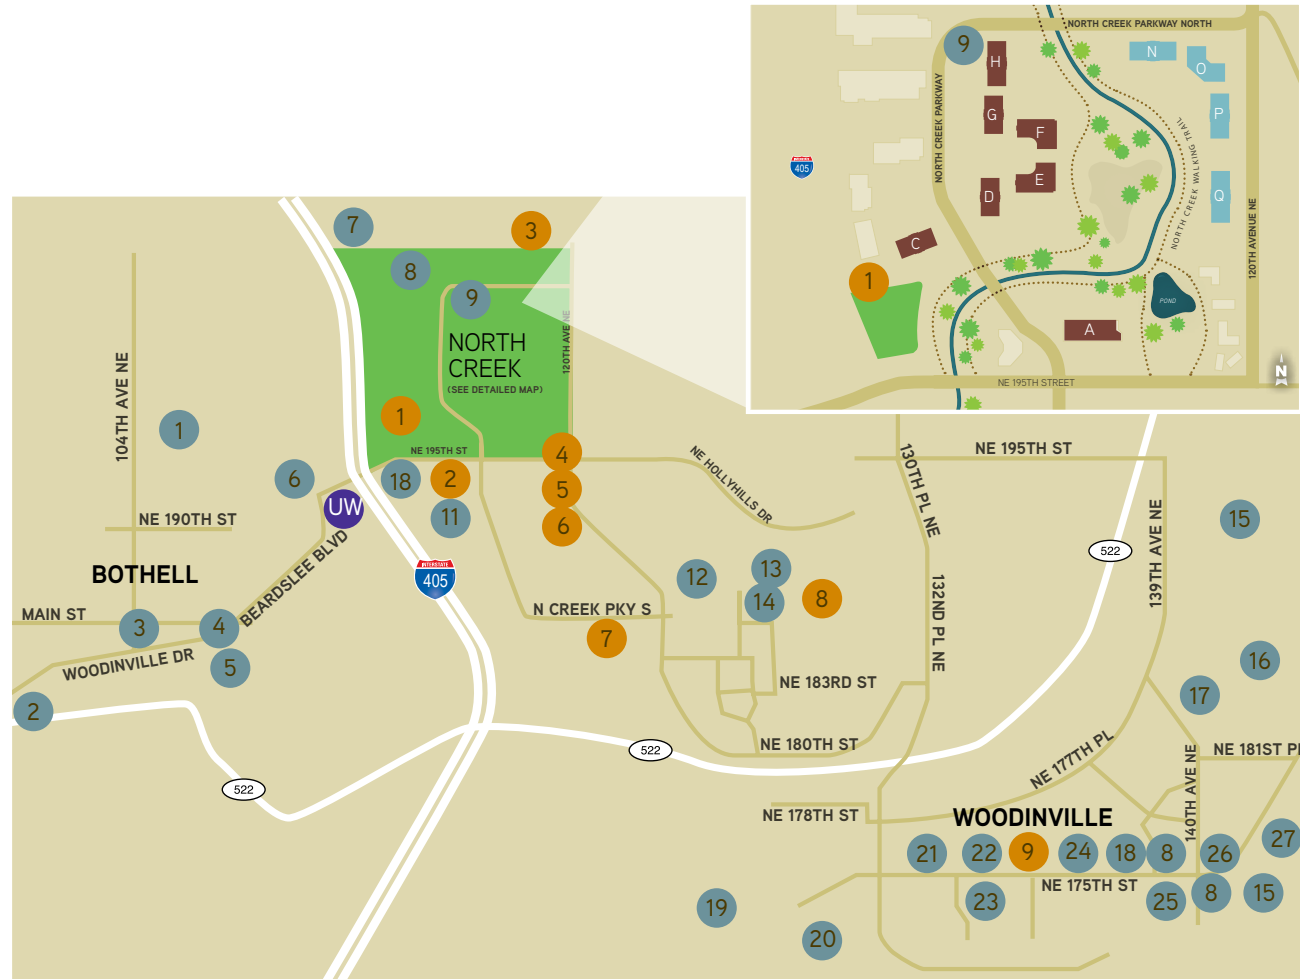 NORTH CREEK PARKWAY NORTH
9
H
N
O
G
F
P
NORTH CREEK PARKWAY
INTERSTATE
405
E
D
Q
NORTH CREEK WALKING TRAIL
C
120TH AVENUE NE
1
POND
A
N
NE 195TH STREET
7
3
8
9
NORTH
CREEK
(SEE DETAILED MAP)
120TH AVE NE
104TH AVE NE
1
1
NE 195TH ST
4
6
18
2
5
UW
11
6
NE HOLLYHILLS DR
130TH PL NE
NE 195TH ST
139TH AVE NE
15
NE 190TH ST
BEARDSLEE BLVD
522
BOTHELL
INTERSTATE
405
12
13
14
8
132ND PL NE
MAIN ST
3
4
N CREEK PKY S
7
WOODINVILLE DR
5
16
2
NE 183RD ST
17
522
NE 180TH ST
NE 177TH PL
NE 181ST Pl
522
140TH AVE NE
NE 178TH ST
WOODINVILLE
21
22
9
24
18
8
26
27
NE 175TH ST
19
23
25
8
15
20